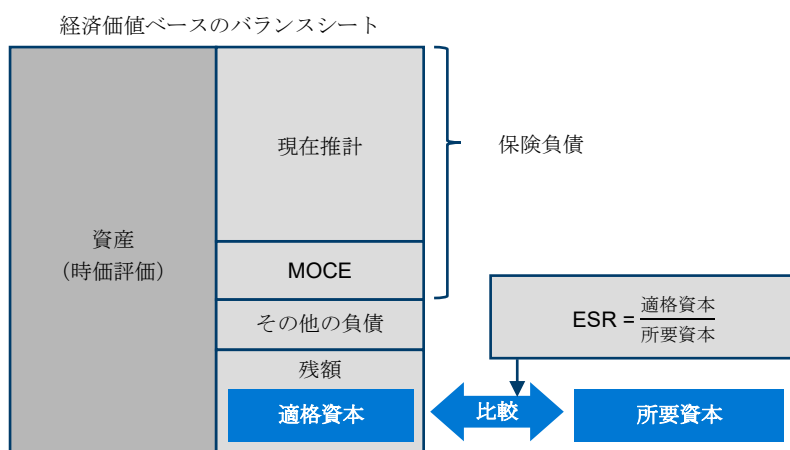 経済価値ベースのバランスシート
資産
（時価評価）
現在推計
MOCE
その他の負債
残額
適格資本
保険負債
ESR = 適格資本
所要資本
比較
所要資本